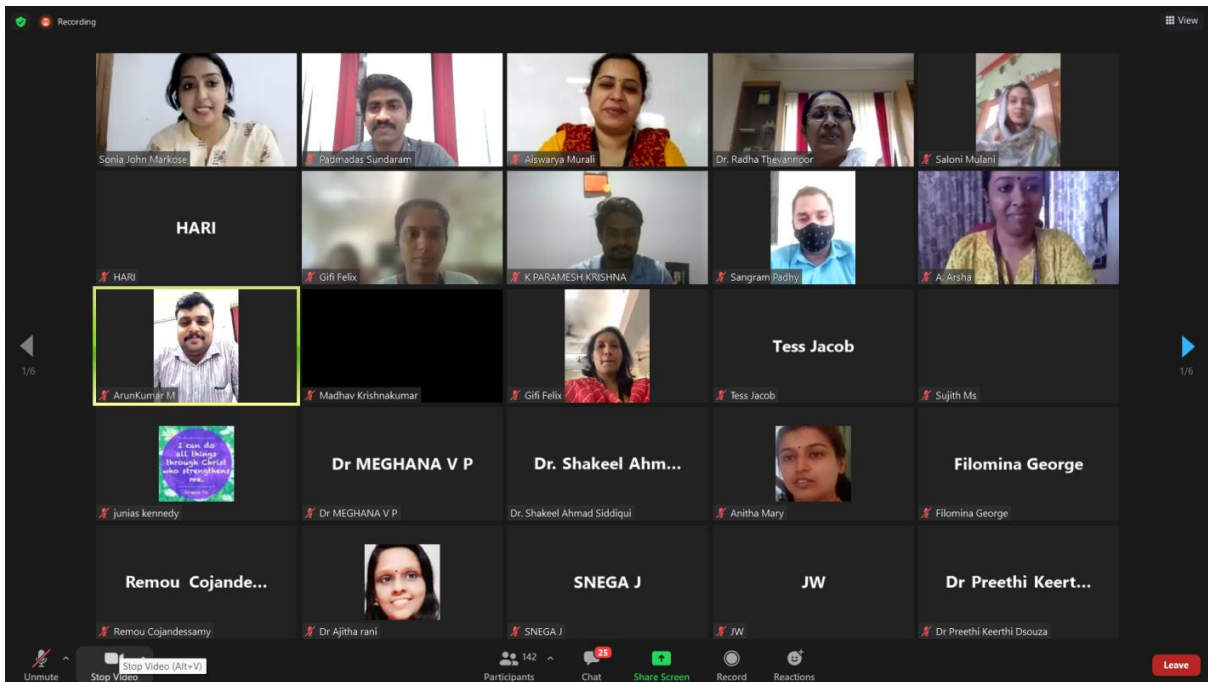 Recording
View
Sonia John Markose
Padmadas Sundaram
Aiswarya Murali
Dr. Radha Thevannoor
Saloni Mulani
HARI
HARI
Gifi Felix
K PARAMESH KRISHNA
Sangram Padhy
A. Arsha
ArunKumar M
Madhav Krishnakumar
Gifi Felix
Tess Jacob
Tess Jacob
Sujith Ms
1/6
1/6
I can do
all things
through Christ
who strengthens
me.
junias kennedy
Dr MEGHANA V P
Dr MEGHANA V P
Dr. Shakeel Ahm...
Dr. Shakeel Ahmad Siddiqui
Anitha Mary
Filomina George
Filomina George
Remou Cojande...
Remou Cojandessamy
Dr Ajitha rani
SNEGA J
SNEGA J
JW
JW
Dr Preethi Keert...
Dr Preethi Keerthi Dsouza
Unmute
Stop Video
Stop Video (Alt+V)
142
Participants
25
Chat
Share Screen
Record
Reactions
Leave